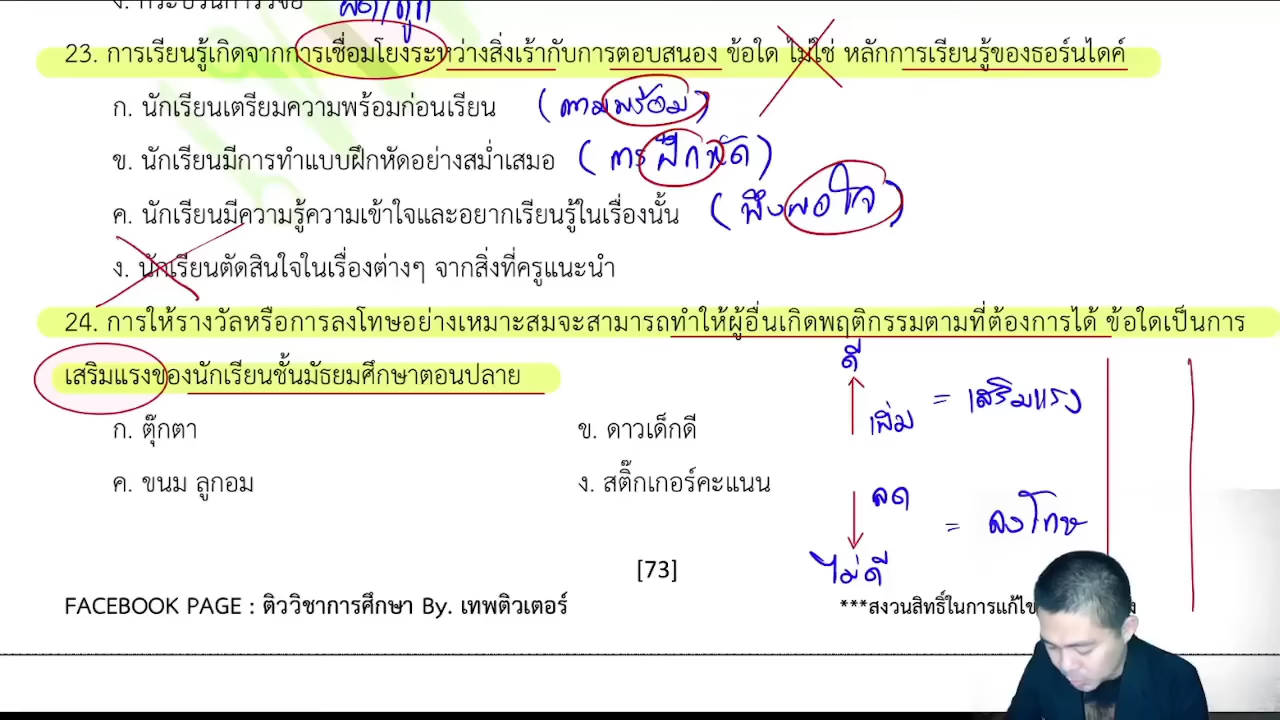 ง. กระบวนการวิจัย
23. การเรียนรู้เกิดจากการเชื่อมโยงระหว่างสิ่งเร้ากับการตอบสนอง ข้อใด ไม่ใช่ หลักการเรียนรู้ของธอร์นไดค์
ก. นักเรียนเตรียมความพร้อมก่อนเรียน (ความพร้อม)
ข. นักเรียนมีการทำแบบฝึกหัดอย่างสม่ำเสมอ (การฝึกหัด)
ค. นักเรียนมีความรู้ความเข้าใจและอยากเรียนรู้ในเรื่องนั้น (พึงพอใจ)
ง. นักเรียนตัดสินใจในเรื่องต่างๆ จากสิ่งที่ครูแนะนำ
24. การให้รางวัลหรือการลงโทษอย่างเหมาะสมจะสามารถทำให้ผู้อื่นเกิดพฤติกรรมตามที่ต้องการได้ ข้อใดเป็นการ
เสริมแรงของนักเรียนชั้นมัธยมศึกษาตอนปลาย
ดี
เพิ่ม = เสริมแรง
ก. ตุ๊กตา ข. ดาวเด็กดี
ค. ขนม ลูกอม ง. สติ๊กเกอร์คะแนน
ลด = ลงโทษ
ไม่ดี
[73]
FACEBOOK PAGE : ติววิชาการศึกษา By. เทพติวเตอร์ ***สงวนสิทธิ์ในการแก้ไข